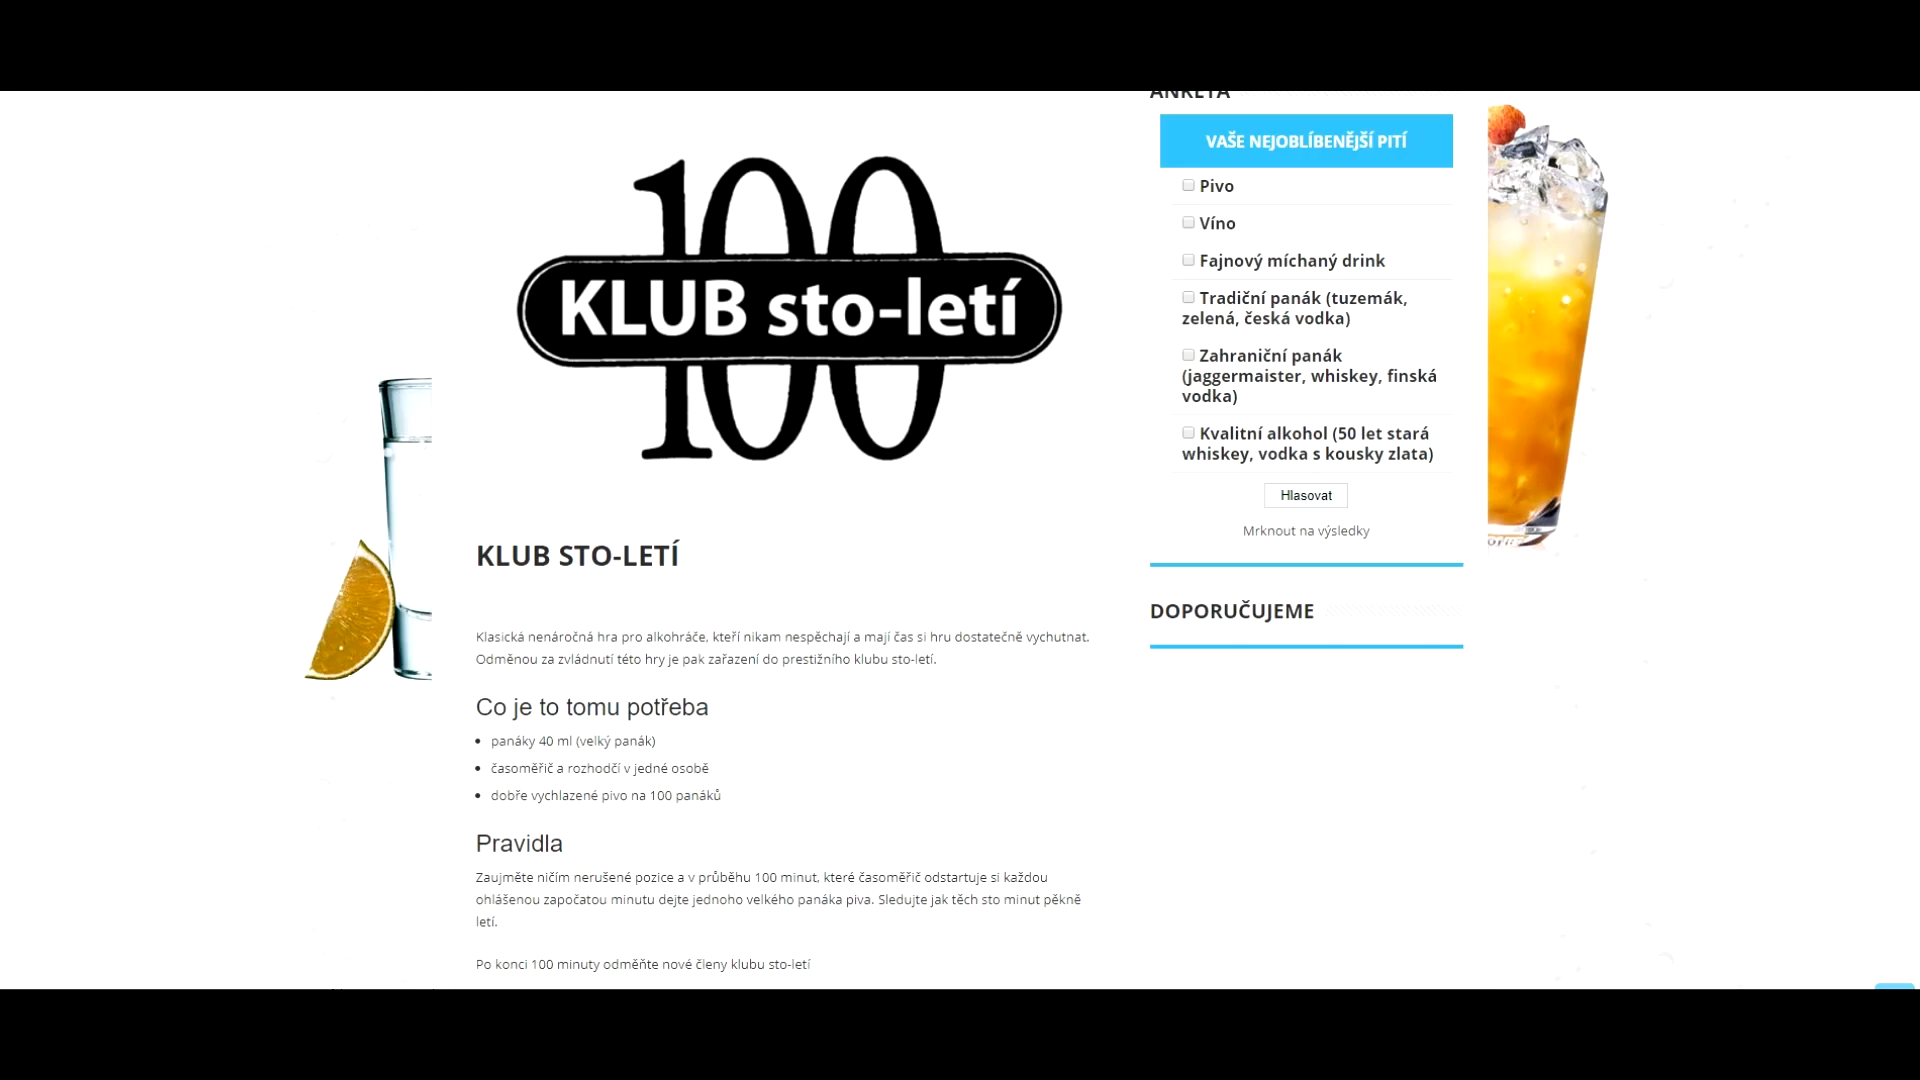 100
KLUB sto-letí
KLUB STO-LETÍ
Klasická nenáročná hra pro alkohráče, kteří nikam nespěchají a mají čas si hru dostatečně vychutnat.
Odměnou za zvládnutí této hry je pak zařazení do prestižního klubu sto-letí.
Co je to tomu potřeba
panáky 40 ml (velký panák)
časoměřič a rozhodčí v jedné osobě
dobře vychlazené pivo na 100 panáků
Pravidla
Zaujměte ničím nerušené pozice a v průběhu 100 minut, které časoměřič odstartuje si každou
ohlášenou započatou minutu dejte jednoho velkého panáka piva. Sledujte jak těch sto minut pěkně
letí.
Po konci 100 minuty odměňte nové členy klubu sto-letí
ANKETA
VAŠE NEJOBLÍBENĚJŠÍ PITÍ
Pivo
Víno
Fajnový míchaný drink
Tradiční panák (tuzemák,
zelená, česká vodka)
Zahraniční panák
(jaggermaister, whiskey, finská
vodka)
Kvalitní alkohol (50 let stará
whiskey, vodka s kousky zlata)
Hlasovat
Mrknout na výsledky
DOPORUČUJEME